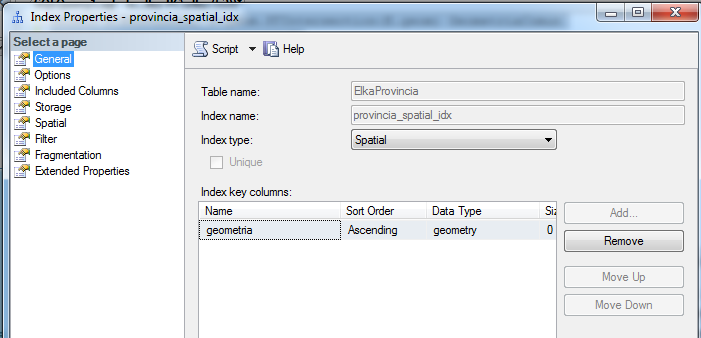 Index Properties - provincia_spatial_idx
Select a page
General
Options
Included Columns
Storage
Spatial
Filter
Fragmentation
Extended Properties
Script Help
Table name: ElkaProvincia
Index name: provincia_spatial_idx
Index type: Spatial
Unique
Index key columns:
Name Sort Order Data Type
geometria Ascending geometry 0
Add...
Remove
Move Up
Move Down